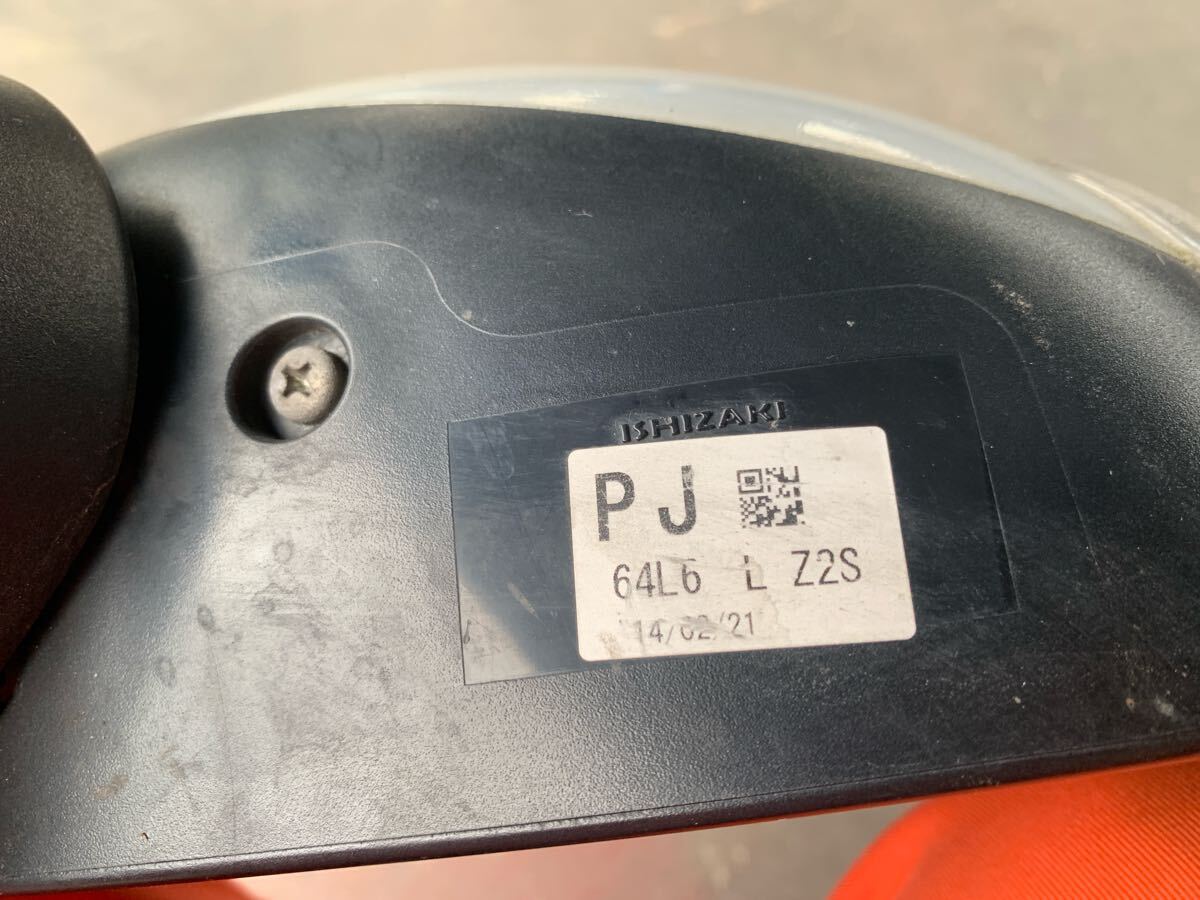 ISHIZAKI
PJ
64L6 L Z2S
14/02/21